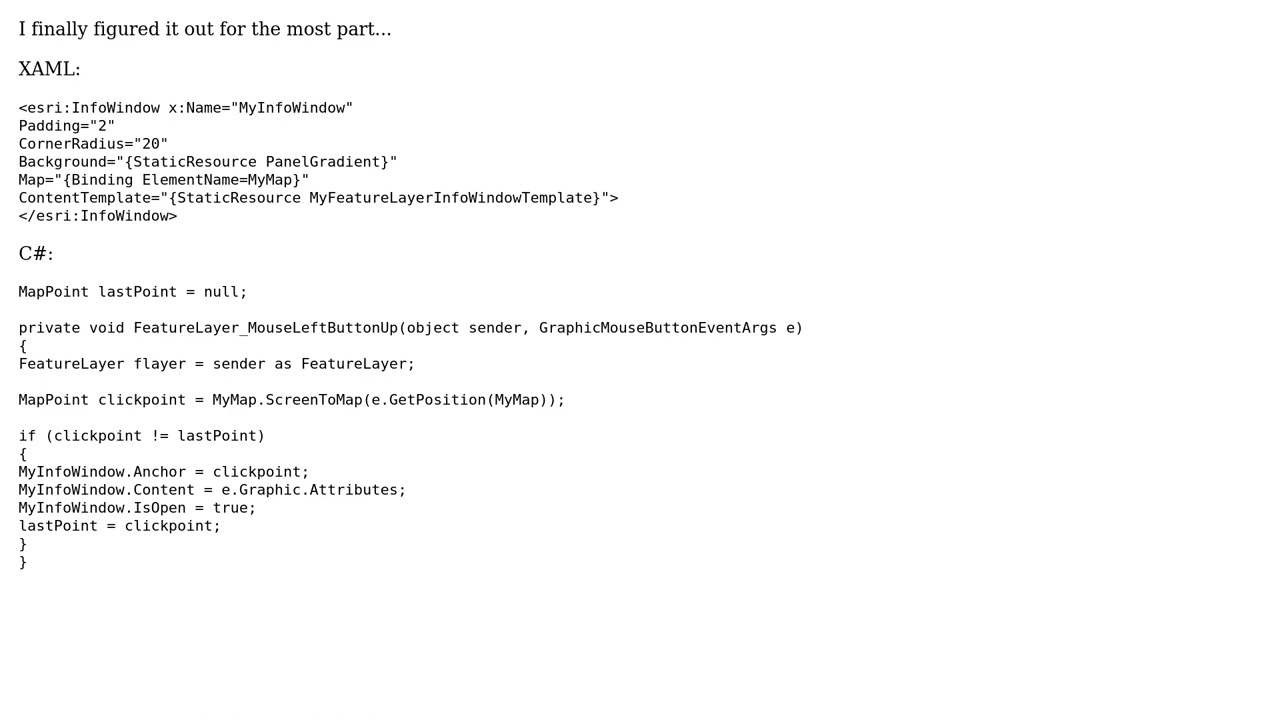 I finally figured it out for the most part...
XAML:
<esri:InfoWindow x:Name="MyInfoWindow"
Padding="2"
CornerRadius="20"
Background="{StaticResource PanelGradient}"
Map="{Binding ElementName=MyMap}"
ContentTemplate="{StaticResource MyFeatureLayerInfoWindowTemplate}">
</esri:InfoWindow>
C#:
MapPoint lastPoint = null;
private void FeatureLayer_MouseLeftButtonUp(object sender, GraphicMouseButtonEventArgs e)
{
FeatureLayer flayer = sender as FeatureLayer;
MapPoint clickpoint = MyMap.ScreenToMap(e.GetPosition(MyMap));
if (clickpoint != lastPoint)
{
MyInfoWindow.Anchor = clickpoint;
MyInfoWindow.Content = e.Graphic.Attributes;
MyInfoWindow.IsOpen = true;
lastPoint = clickpoint;
}
}